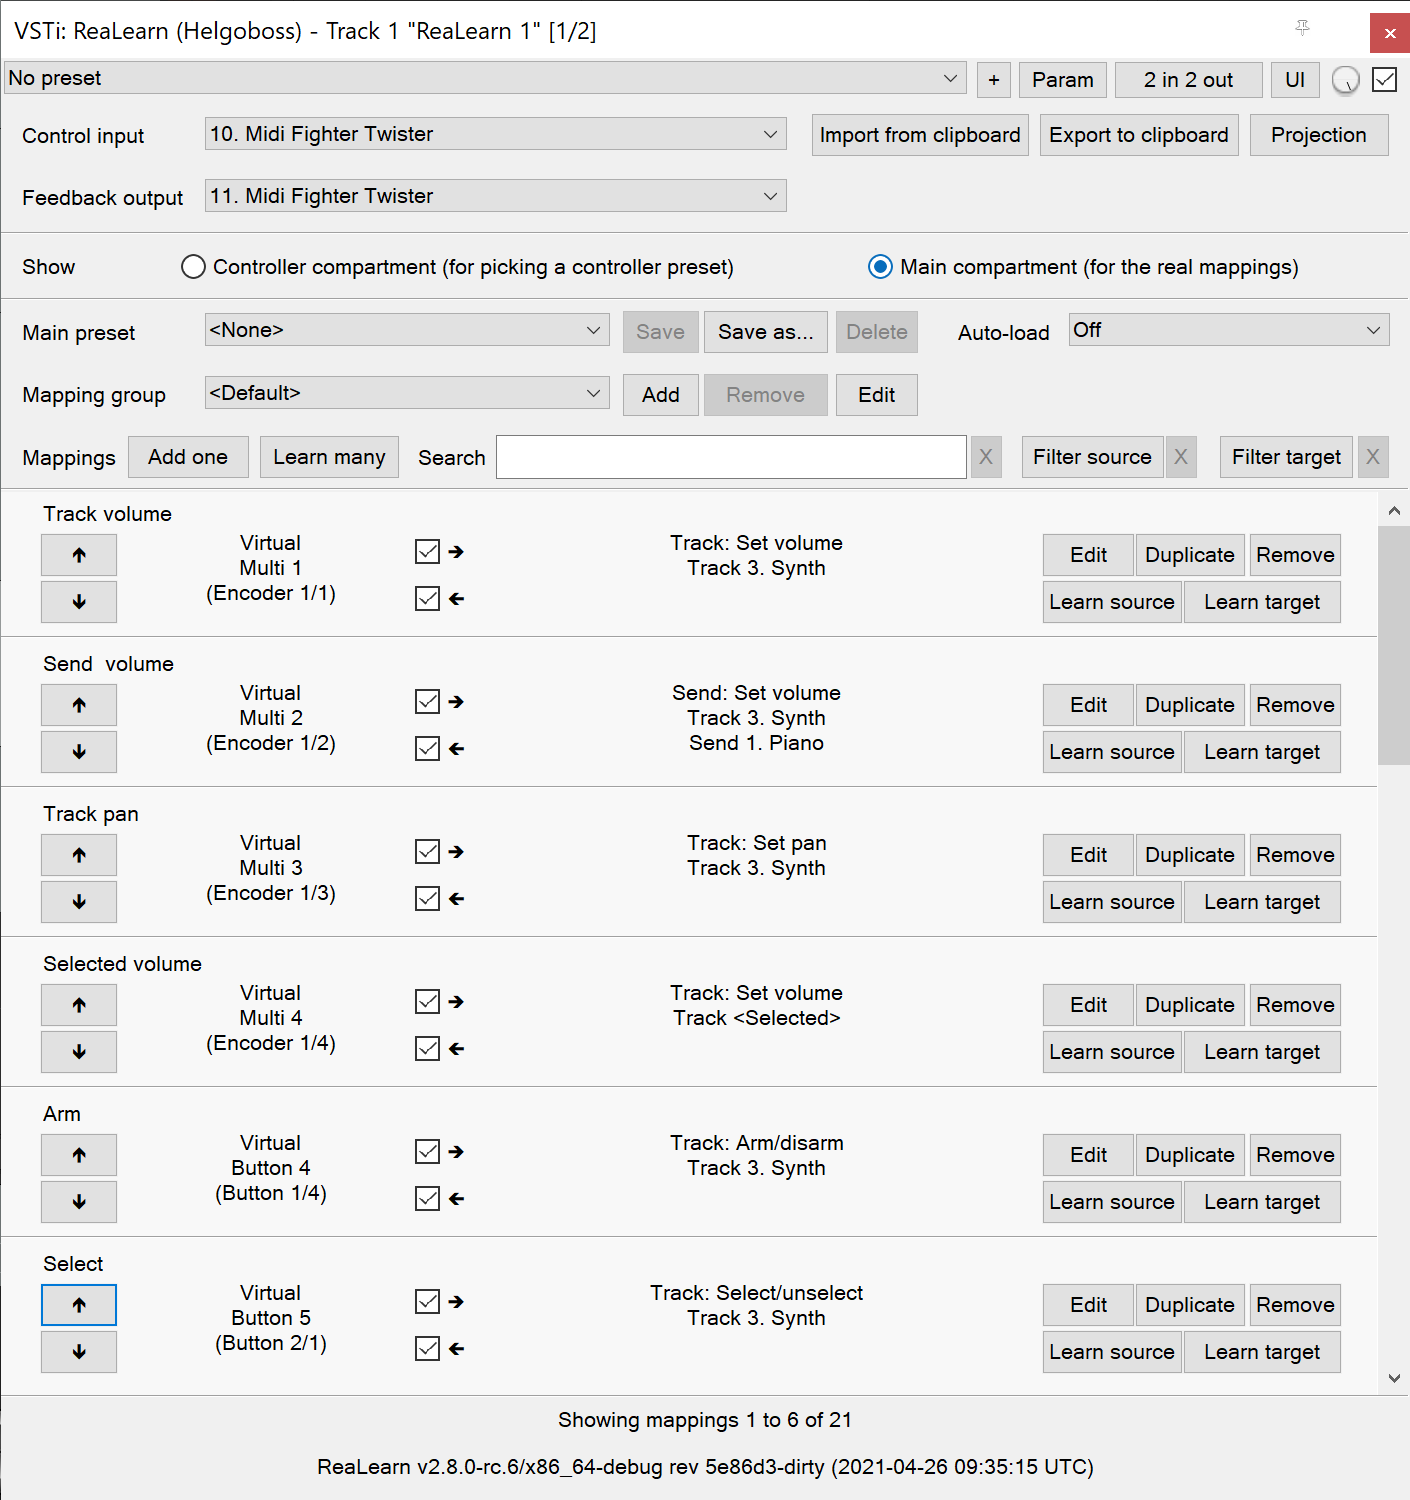 VSTi: ReaLearn (Helgoboss) - Track 1 "ReaLearn 1" [1/2]
No preset + Param 2 in 2 out UI
Control input 10. Midi Fighter Twister Import from clipboard Export to clipboard Projection
Feedback output 11. Midi Fighter Twister
Show Controller compartment (for picking a controller preset) Main compartment (for the real mappings)
Main preset <None> Save Save as... Delete Auto-load Off
Mapping group <Default> Add Remove Edit
Mappings Add one Learn many Search X Filter source X Filter target X
Track volume
Virtual
Multi 1
(Encoder 1/1)
Track: Set volume
Track 3. Synth
Edit Duplicate Remove
Learn source Learn target
Send  volume
Virtual
Multi 2
(Encoder 1/2)
Send: Set volume
Track 3. Synth
Send 1. Piano
Edit Duplicate Remove
Learn source Learn target
Track pan
Virtual
Multi 3
(Encoder 1/3)
Track: Set pan
Track 3. Synth
Edit Duplicate Remove
Learn source Learn target
Selected volume
Virtual
Multi 4
(Encoder 1/4)
Track: Set volume
Track <Selected>
Edit Duplicate Remove
Learn source Learn target
Arm
Virtual
Button 4
(Button 1/4)
Track: Arm/disarm
Track 3. Synth
Edit Duplicate Remove
Learn source Learn target
Select
Virtual
Button 5
(Button 2/1)
Track: Select/unselect
Track 3. Synth
Edit Duplicate Remove
Learn source Learn target
Showing mappings 1 to 6 of 21
ReaLearn v2.8.0-rc.6/x86_64-debug rev 5e86d3-dirty (2021-04-26 09:35:15 UTC)